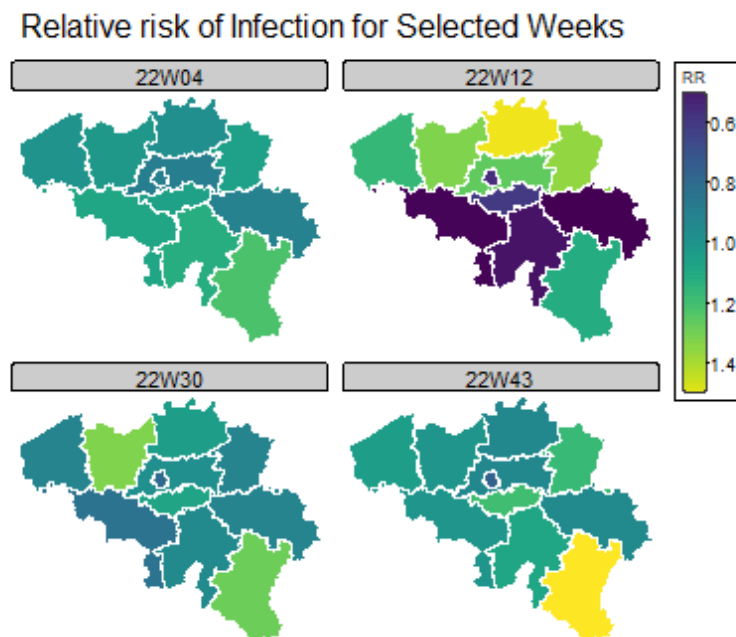 Relative risk of Infection for Selected Weeks
22W04
22W12
RR
0.6
0.8
1.0
1.2
1.4
22W30
22W43